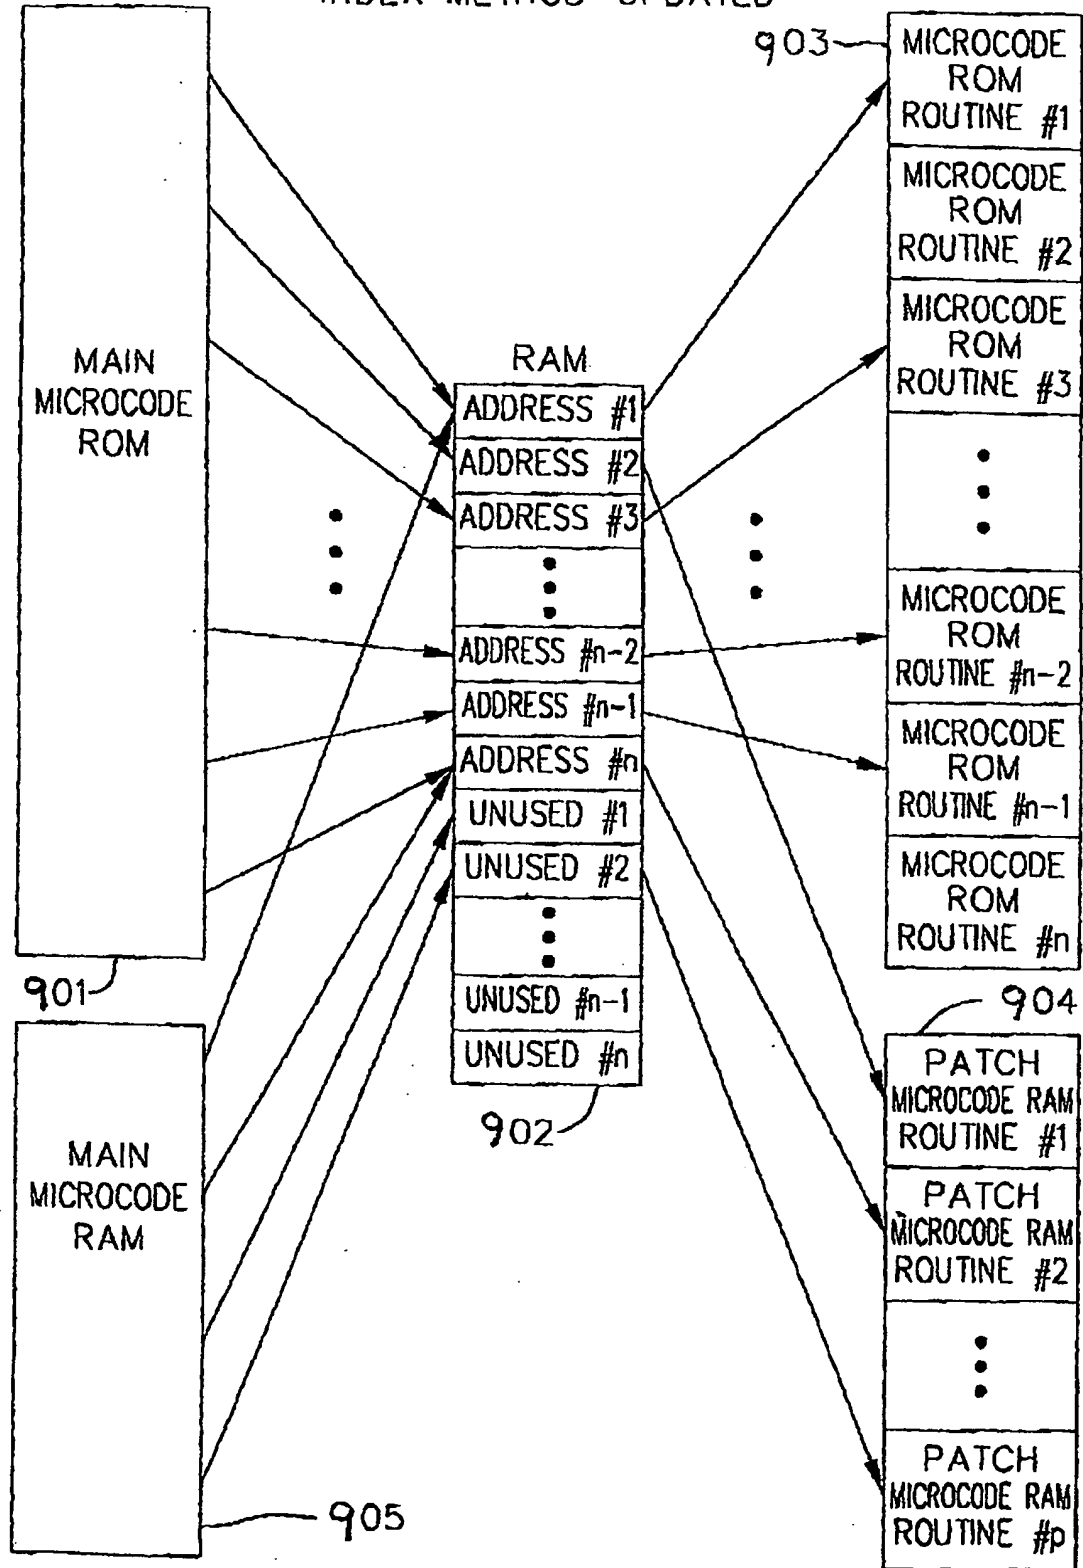 INDEX METHOD UPDATED
MAIN
MICROCODE
ROM
901
MAIN
MICROCODE
RAM
905
RAM
ADDRESS #1
ADDRESS #2
ADDRESS #3
ADDRESS #n-2
ADDRESS #n-1
ADDRESS #n
UNUSED #1
UNUSED #2
UNUSED #n-1
UNUSED #n
902
903
MICROCODE
ROM
ROUTINE #1
MICROCODE
ROM
ROUTINE #2
MICROCODE
ROM
ROUTINE #3
MICROCODE
ROM
ROUTINE #n-2
MICROCODE
ROM
ROUTINE #n-1
MICROCODE
ROM
ROUTINE #n
904
PATCH
MICROCODE RAM
ROUTINE #1
PATCH
MICROCODE RAM
ROUTINE #2
PATCH
MICROCODE RAM
ROUTINE #p